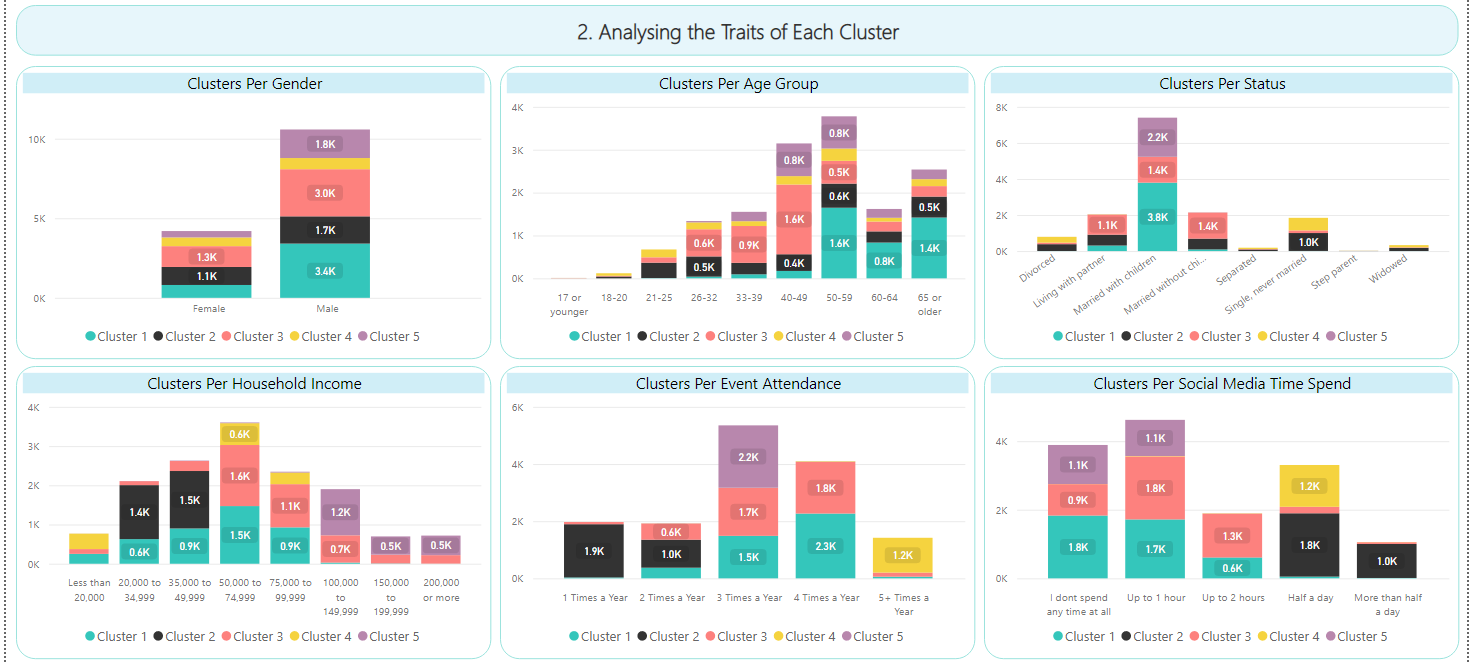 2. Analysing the Traits of Each Cluster
Clusters Per Gender
10K
5K
0K
1.8K
3.0K
1.7K
3.4K
1.3K
1.1K
Female
Male
Cluster 1 Cluster 2 Cluster 3 Cluster 4 Cluster 5
Clusters Per Age Group
4K
3K
2K
1K
0K
0.6K
0.5K
0.9K
0.8K
1.6K
0.4K
0.8K
0.5K
0.6K
1.6K
0.8K
0.5K
1.4K
17 or
younger
18-20
21-25
26-32
33-39
40-49
50-59
60-64
65 or
older
Cluster 1 Cluster 2 Cluster 3 Cluster 4 Cluster 5
Clusters Per Status
8K
6K
4K
2K
0K
1.1K
2.2K
1.4K
3.8K
1.4K
1.0K
Divorced
Living with partner
Married with children
Married without chi...
Separated
Single, never married
Step parent
Widowed
Cluster 1 Cluster 2 Cluster 3 Cluster 4 Cluster 5
Clusters Per Household Income
4K
3K
2K
1K
0K
1.4K
0.6K
1.5K
0.9K
0.6K
1.6K
1.5K
1.1K
0.9K
1.2K
0.7K
0.5K
0.5K
Less than
20,000
20,000 to
34,999
35,000 to
49,999
50,000 to
74,999
75,000 to
99,999
100,000
to
149,999
150,000
to
199,999
200,000
or more
Cluster 1 Cluster 2 Cluster 3 Cluster 4 Cluster 5
Clusters Per Event Attendance
6K
4K
2K
0K
1.9K
0.6K
1.0K
2.2K
1.7K
1.5K
1.8K
2.3K
1.2K
1 Times a Year
2 Times a Year
3 Times a Year
4 Times a Year
5+ Times a
Year
Cluster 1 Cluster 2 Cluster 3 Cluster 4 Cluster 5
Clusters Per Social Media Time Spend
4K
2K
0K
1.1K
0.9K
1.8K
1.1K
1.8K
1.7K
1.3K
0.6K
1.2K
1.8K
1.0K
I dont spend
any time at all
Up to 1 hour
Up to 2 hours
Half a day
More than half
a day
Cluster 1 Cluster 2 Cluster 3 Cluster 4 Cluster 5